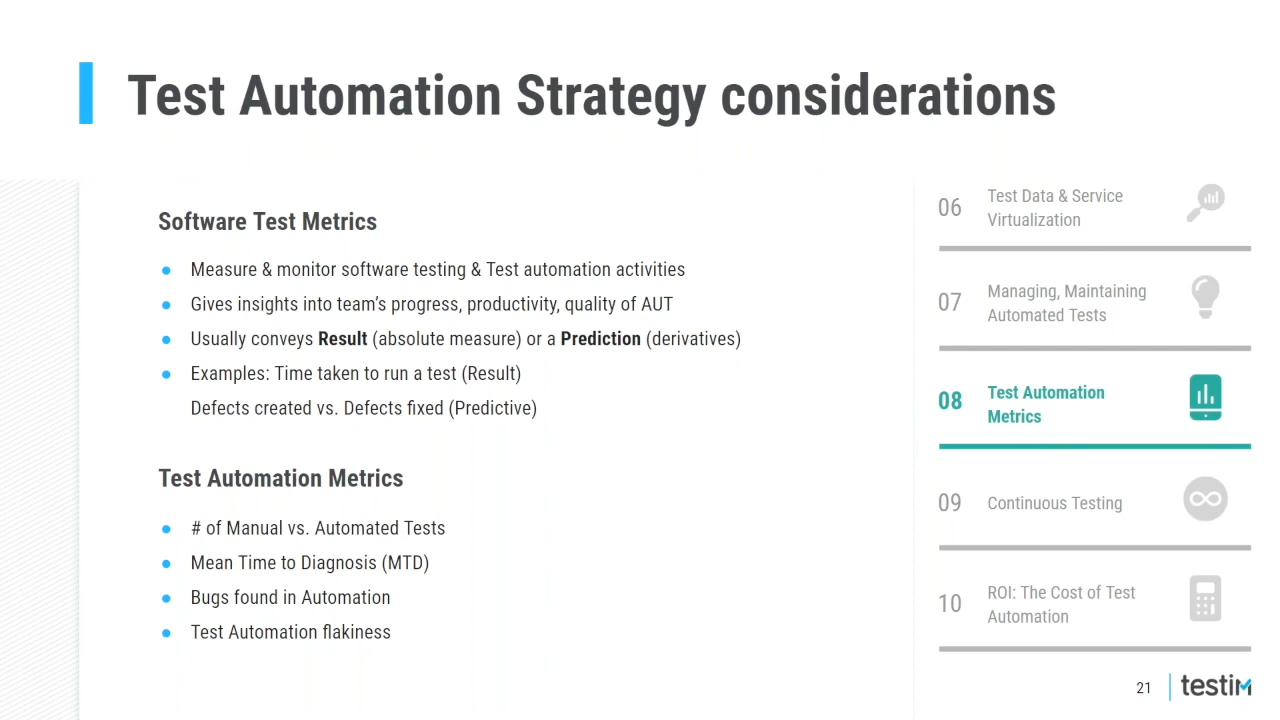 Test Automation Strategy considerations
Software Test Metrics
Measure & monitor software testing & Test automation activities
Gives insights into team's progress, productivity, quality of AUT
Usually conveys Result (absolute measure) or a Prediction (derivatives)
Examples: Time taken to run a test (Result)
Defects created vs. Defects fixed (Predictive)
Test Automation Metrics
# of Manual vs. Automated Tests
Mean Time to Diagnosis (MTD)
Bugs found in Automation
Test Automation flakiness
06
Test Data & Service
Virtualization
07
Managing, Maintaining
Automated Tests
08
Test Automation
Metrics
09
Continuous Testing
10
ROI: The Cost of Test
Automation
21
testim